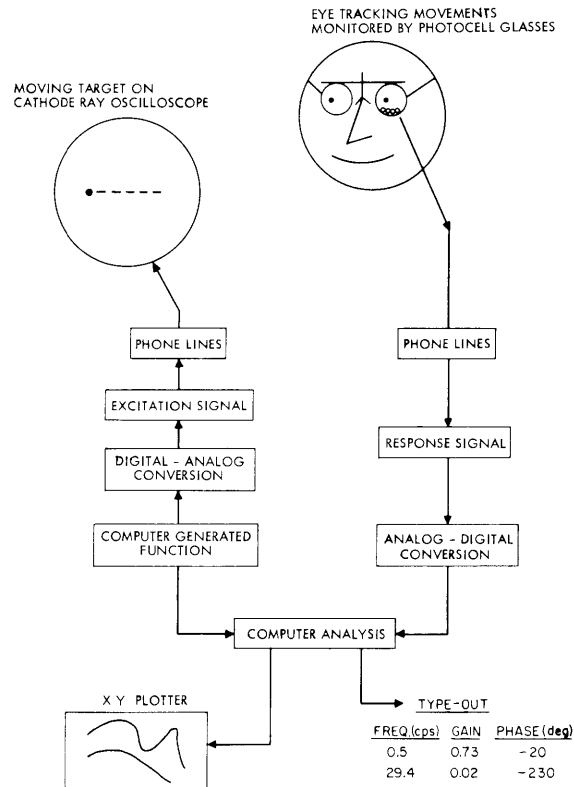 EYE TRACKING MOVEMENTS
MONITORED BY PHOTOCELL GLASSES
MOVING TARGET ON
CATHODE RAY OSCILLOSCOPE
PHONE LINES
PHONE LINES
EXCITATION SIGNAL
RESPONSE SIGNAL
DIGITAL - ANALOG
CONVERSION
COMPUTER GENERATED
FUNCTION
ANALOG - DIGITAL
CONVERSION
COMPUTER ANALYSIS
X Y PLOTTER
TYPE-OUT
FREQ.(cps) GAIN PHASE (deg)
0.5 0.73 -20
29.4 0.02 -230